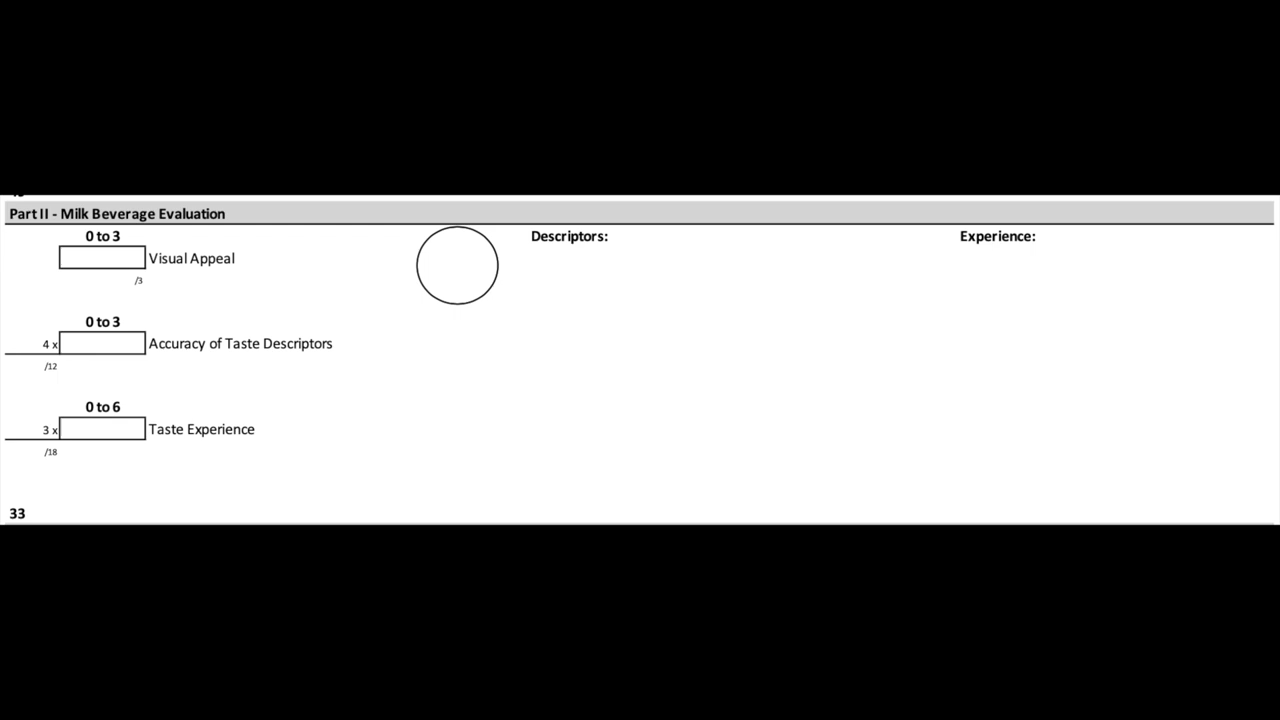 Part II - Milk Beverage Evaluation
0 to 3
Visual Appeal
/3
Descriptors:
Experience:
0 to 3
4 x
Accuracy of Taste Descriptors
/12
0 to 6
3 x
Taste Experience
/18
33